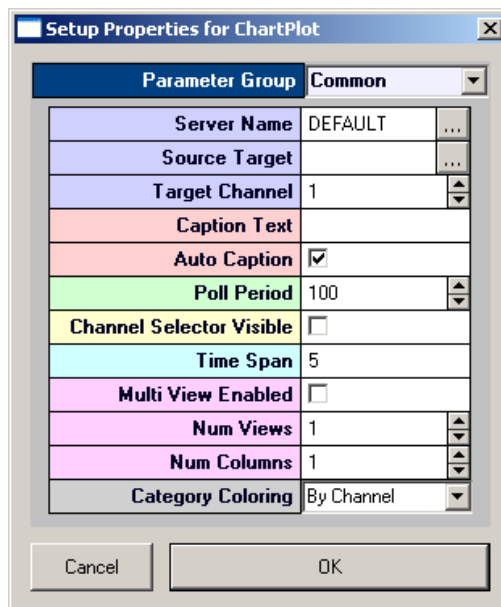 Setup Properties for ChartPlot
Parameter Group Common
Server Name DEFAULT ...
Source Target ...
Target Channel 1
Caption Text
Auto Caption
Poll Period 100
Channel Selector Visible
Time Span 5
Multi View Enabled
Num Views 1
Num Columns 1
Category Coloring By Channel
Cancel OK